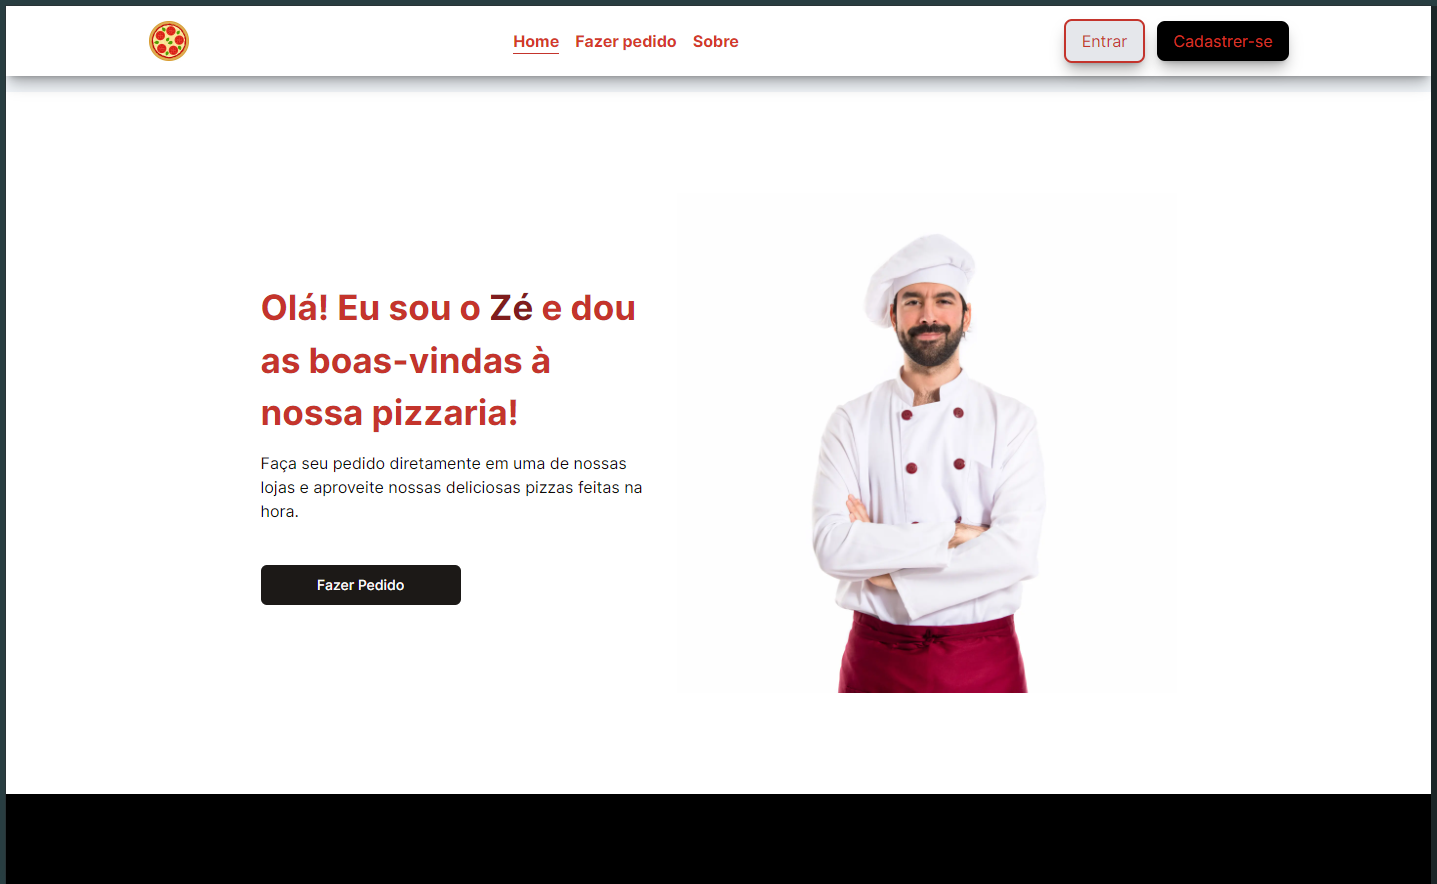 Home Fazer pedido Sobre Entrar Cadastrer-se
Olá! Eu sou o Zé e dou
as boas-vindas à
nossa pizzaria!
Faça seu pedido diretamente em uma de nossas
lojas e aproveite nossas deliciosas pizzas feitas na
hora.
Fazer Pedido